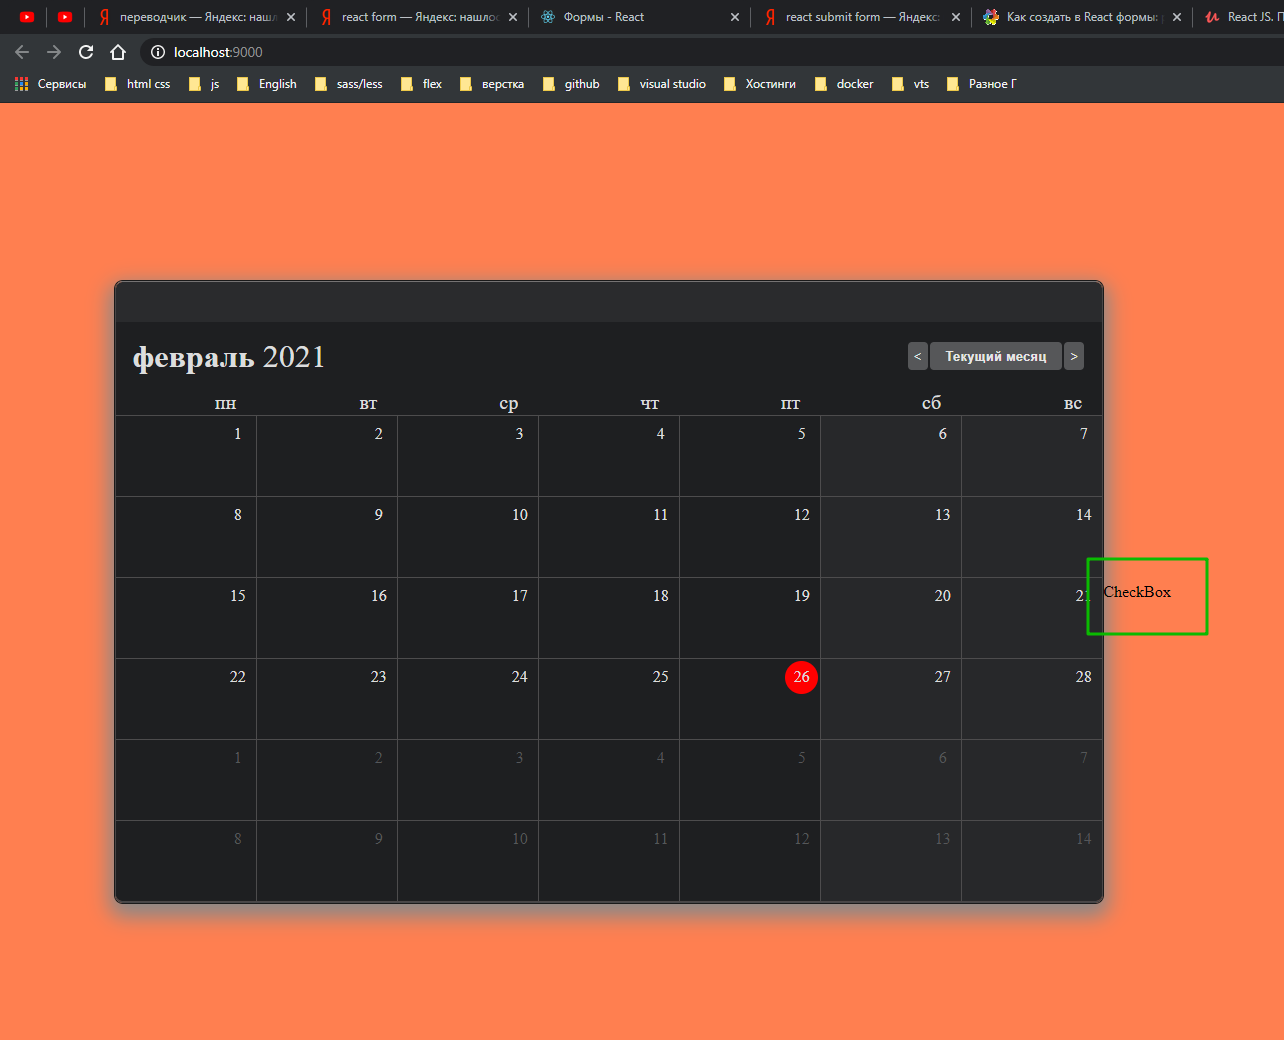 переводчик — Яндекс: нашл
react form — Яндекс: нашлос
Формы - React
react submit form — Яндекс:
Как создать в React формы:
React JS. П
localhost:9000
Сервисы html css js English sass/less flex верстка github visual studio Хостинги docker vts Разное Г
февраль 2021
< Текущий месяц >
пн вт ср чт пт сб вс
1 2 3 4 5 6 7
8 9 10 11 12 13 14
15 16 17 18 19 20 21
CheckBox
22 23 24 25 26 27 28
1 2 3 4 5 6 7
8 9 10 11 12 13 14